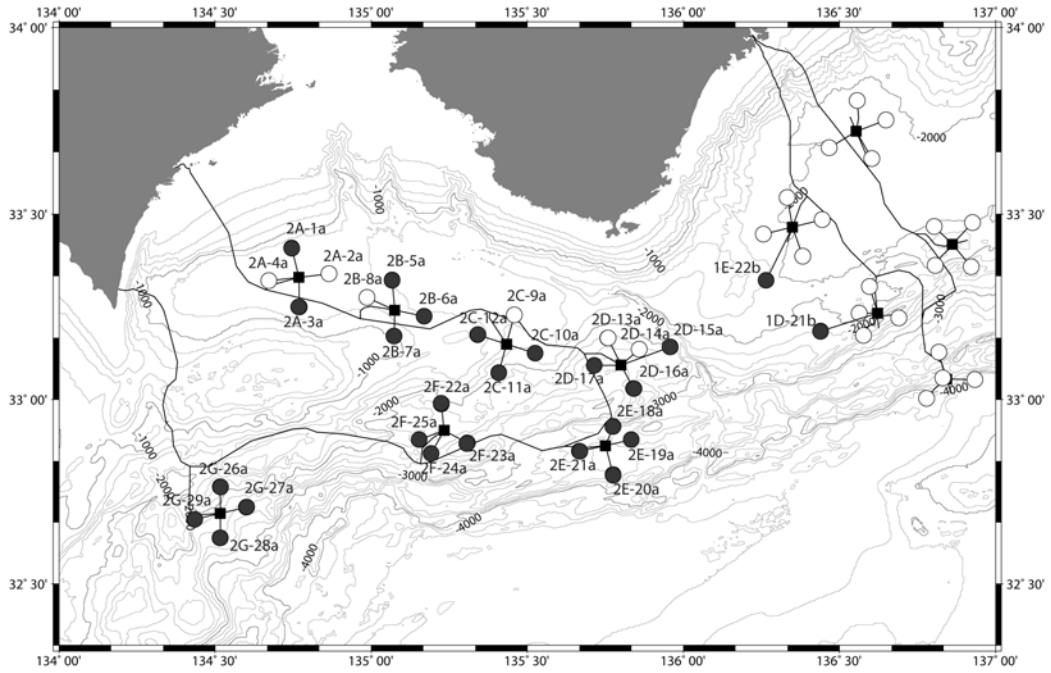 134° 00' 134° 30' 135° 00' 135° 30' 136° 00' 136° 30' 137° 00'
34° 00' 34° 00'
-2000
-1000
33° 30' 33° 30'
2A-1a
-1000
2A-4a 2A-2a 2B-5a
2B-8a
1E-22b
-1000
2B-6a 2C-9a
-2000
-3000
2A-3a 2C-12a 2D-13a 2D-15a
1D-21b
-2000
2C-10a 2D-14a
2B-7a
-1000
2D-16a
2C-11a 2D-17a
2F-22a
-4000
33° 00' 33° 00'
-2000
-3000
2F-25a 2E-18a
-1000
2E-19a
-4000
2F-23a
2G-26a 2F-24a 2E-21a
-3000
-2000
2G-27a 2E-20a
2G-29a
-4000
2G-28a
-4000
32° 30' 32° 30'
134° 00' 134° 30' 135° 00' 135° 30' 136° 00' 136° 30' 137° 00'